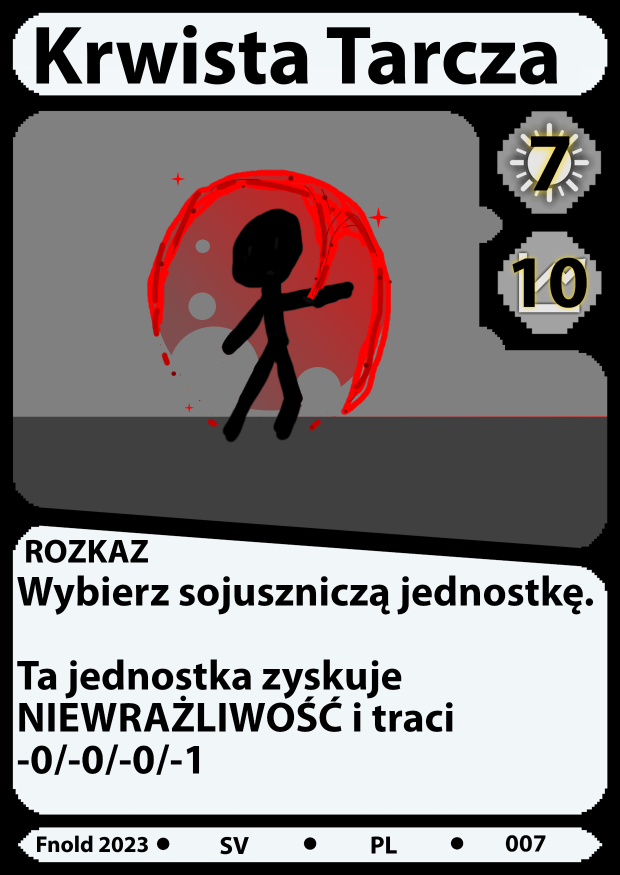 Krwista Tarcza
7
10
ROZKAZ
Wybierz sojuszniczą jednostkę.
Ta jednostka zyskuje
NIEWRAŻLIWOŚĆ i traci
-0/-0/-0/-1
Fnold 2023 • SV • PL • 007